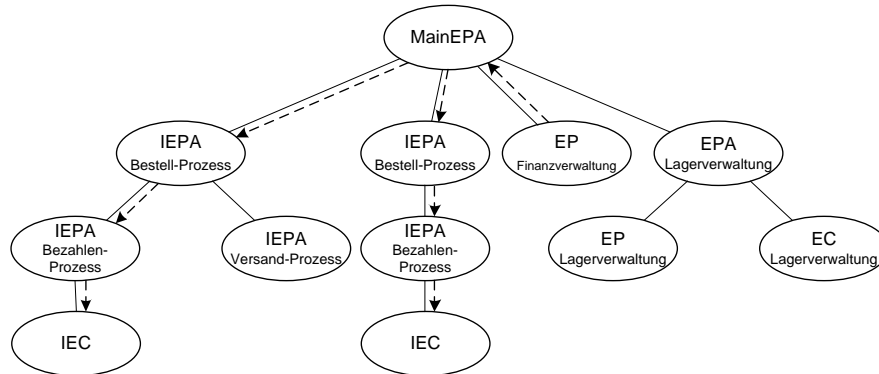 MainEPA
IEPA
Bestell-Prozess
IEPA
Bestell-Prozess
EP
Finanzverwaltung
EPA
Lagerverwaltung
IEPA
Bezahlen-
Prozess
IEPA
Versand-Prozess
IEPA
Bezahlen-
Prozess
EP
Lagerverwaltung
EC
Lagerverwaltung
IEC
IEC